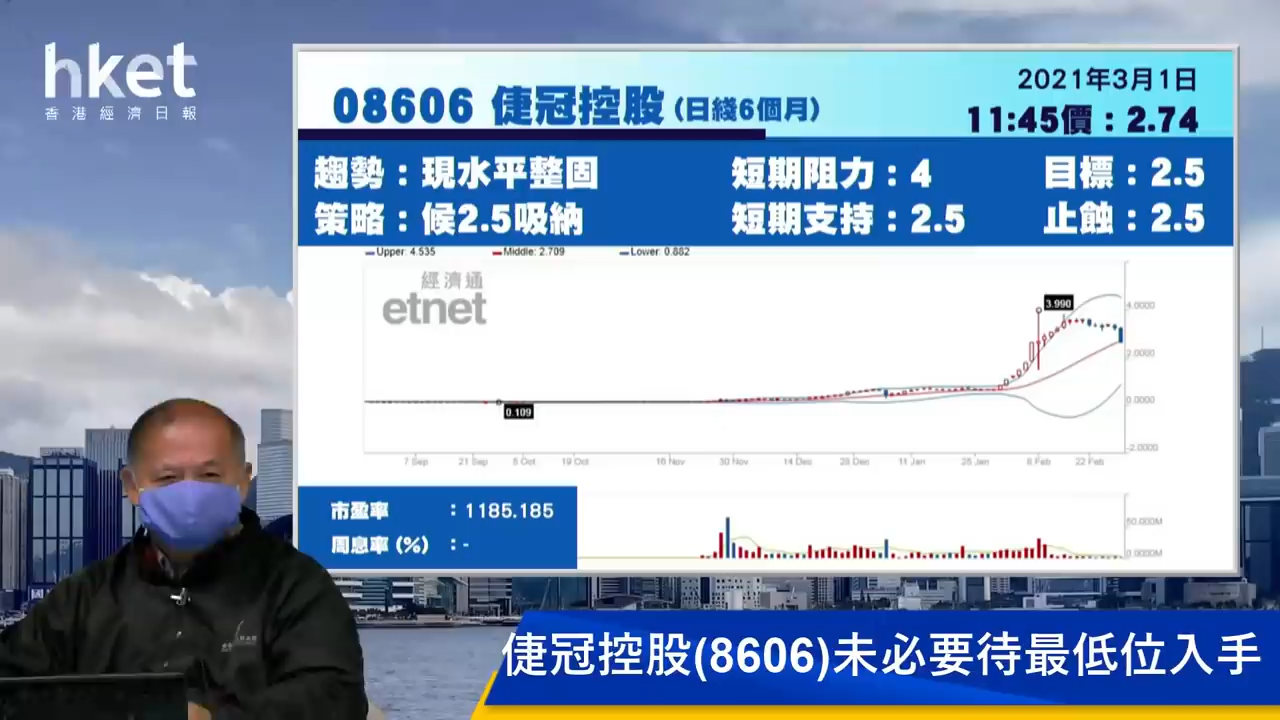 hket
香港經濟日報
08606 倢冠控股 (日綫6個月)
2021年3月1日
11:45價：2.74
趨勢：現水平整固
短期阻力：4
目標：2.5
策略：候2.5吸納
短期支持：2.5
止蝕：2.5
Upper: 4.535
Middle: 2.709
Lower: 0.882
經濟通
etnet
3.990
4.0000
2.0000
0.109
0.0000
-2.0000
7 Sep
21 Sep
5 Oct
19 Oct
16 Nov
30 Nov
14 Dec
28 Dec
11 Jan
25 Jan
8 Feb
22 Feb
市盈率 ：1185.185
周息率 (%) ：-
50.000M
0.0000M
倢冠控股(8606)未必要待最低位入手